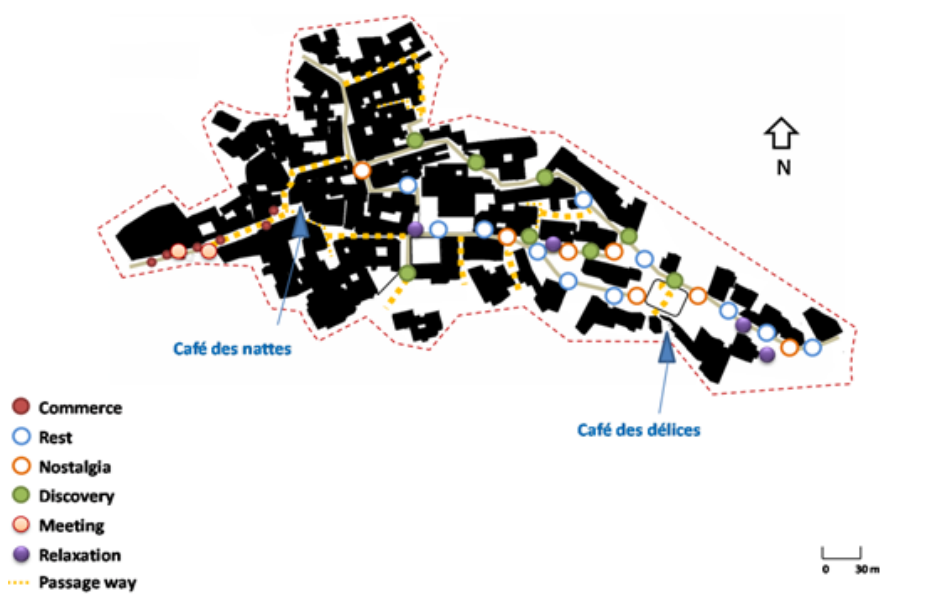 N
Café des nattes
Café des délices
Commerce
Rest
Nostalgia
Discovery
Meeting
Relaxation
Passage way
0 30 m